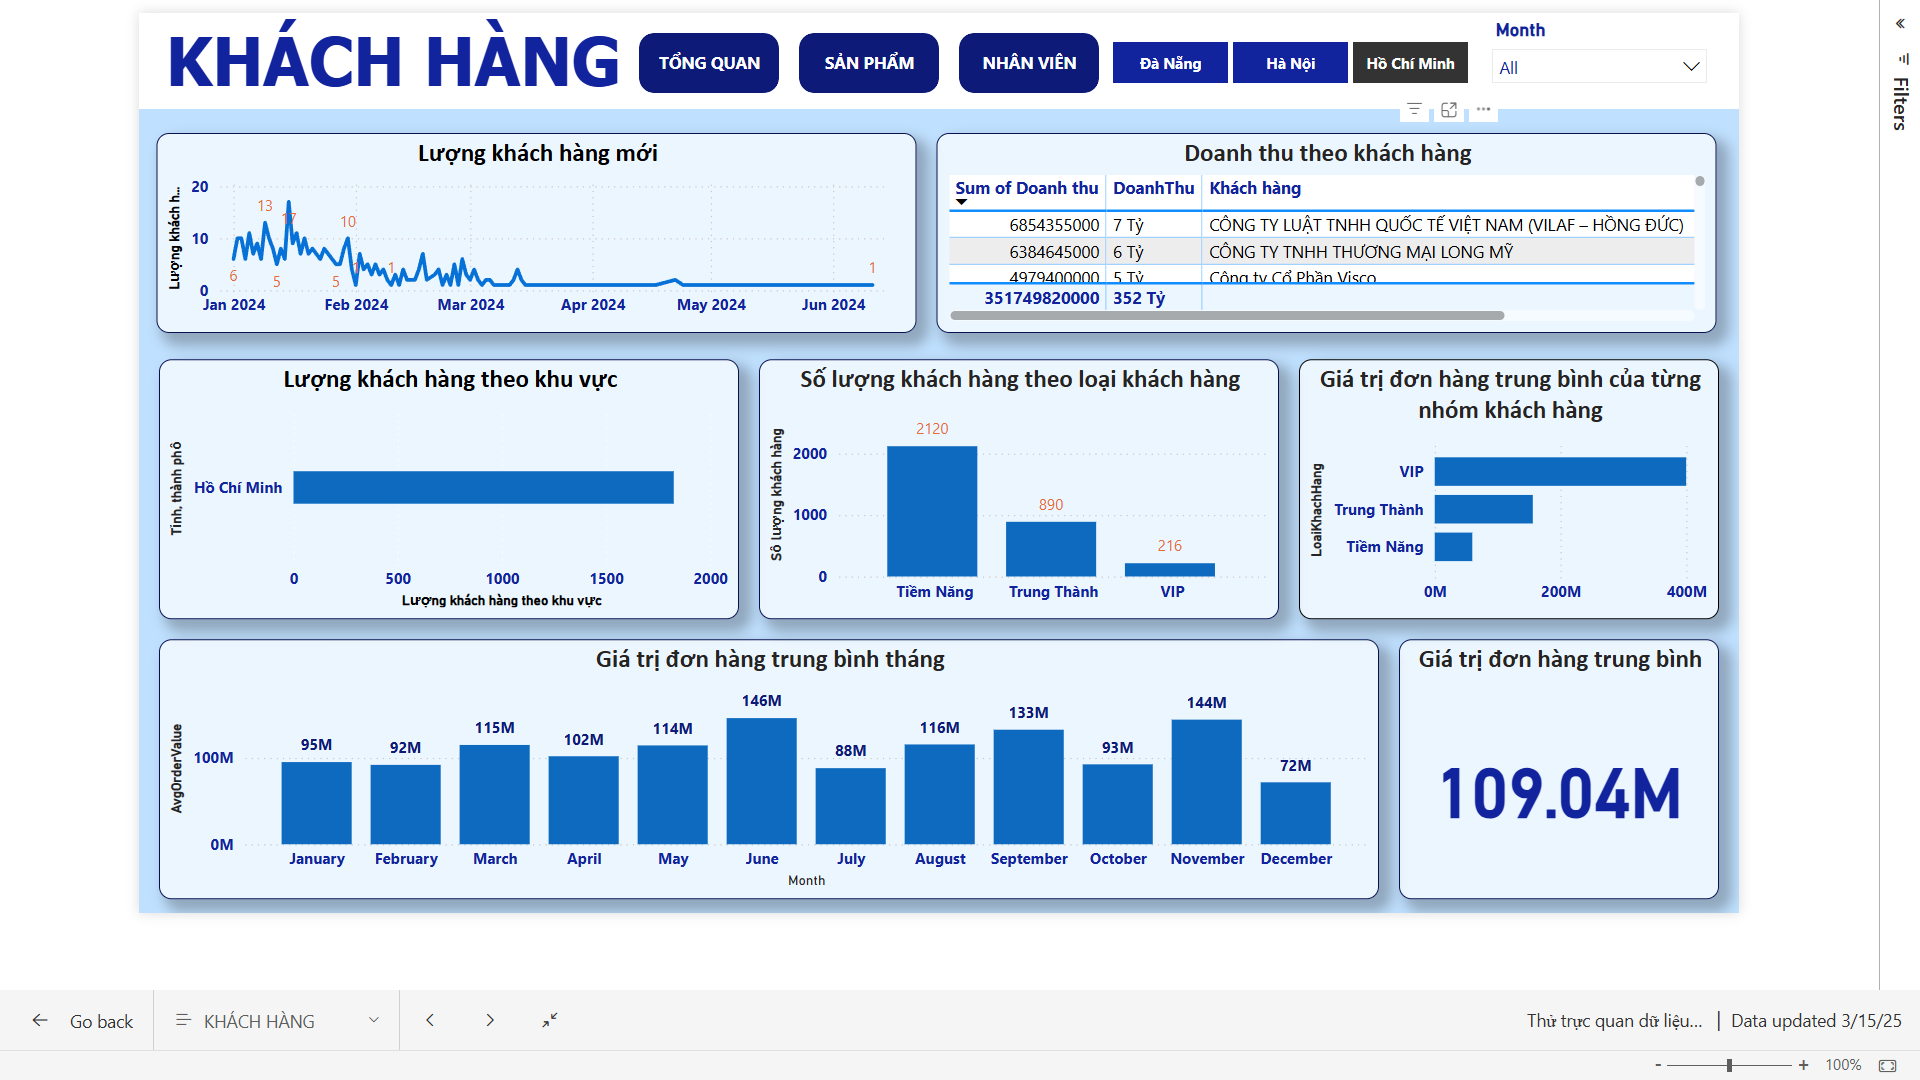 KHÁCH HÀNG
TỔNG QUAN
SẢN PHẨM
NHÂN VIÊN
Đà Nẵng
Hà Nội
Hồ Chí Minh
Month
All
Filters
Lượng khách hàng mới
Lượng khách h...
20
10
0
13
17
10
6
5
5
1
1
1
Jan 2024
Feb 2024
Mar 2024
Apr 2024
May 2024
Jun 2024
Doanh thu theo khách hàng
Sum of Doanh thu DoanhThu Khách hàng
6854355000 7 Tỷ CÔNG TY LUẬT TNHH QUỐC TẾ VIỆT NAM (VILAF – HỒNG ĐỨC)
6384645000 6 Tỷ CÔNG TY TNHH THƯƠNG MẠI LONG MỸ
4979400000 5 Tỷ Công ty Cổ Phần Visco
351749820000 352 Tỷ
Lượng khách hàng theo khu vực
Tỉnh, thành phố
Hồ Chí Minh
0
500
1000
1500
2000
Lượng khách hàng theo khu vực
Số lượng khách hàng theo loại khách hàng
Số lượng khách hàng
2000
1000
0
2120
890
216
Tiềm Năng
Trung Thành
VIP
Giá trị đơn hàng trung bình của từng
nhóm khách hàng
LoaiKhachHang
VIP
Trung Thành
Tiềm Năng
0M
200M
400M
Giá trị đơn hàng trung bình tháng
AvgOrderValue
100M
0M
95M
92M
115M
102M
114M
146M
88M
116M
133M
93M
144M
72M
January
February
March
April
May
June
July
August
September
October
November
December
Month
Giá trị đơn hàng trung bình
109.04M
Go back
KHÁCH HÀNG
Thử trực quan dữ liệu... | Data updated 3/15/25
- + 100%